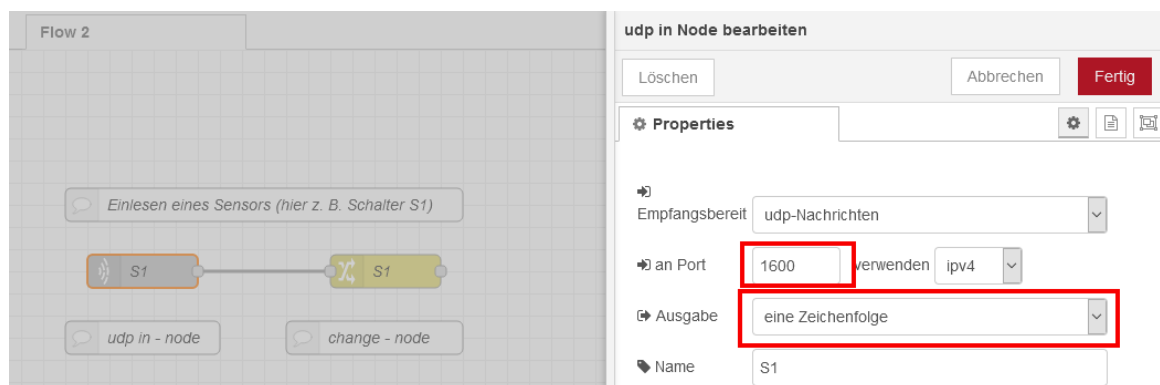 Flow 2
Einlesen eines Sensors (hier z. B. Schalter S1)
S1
S1
udp in - node
change - node
udp in Node bearbeiten
Löschen
Abbrechen
Fertig
Properties
Empfangsbereit udp-Nachrichten
an Port 1600 verwenden ipv4
Ausgabe eine Zeichenfolge
Name S1